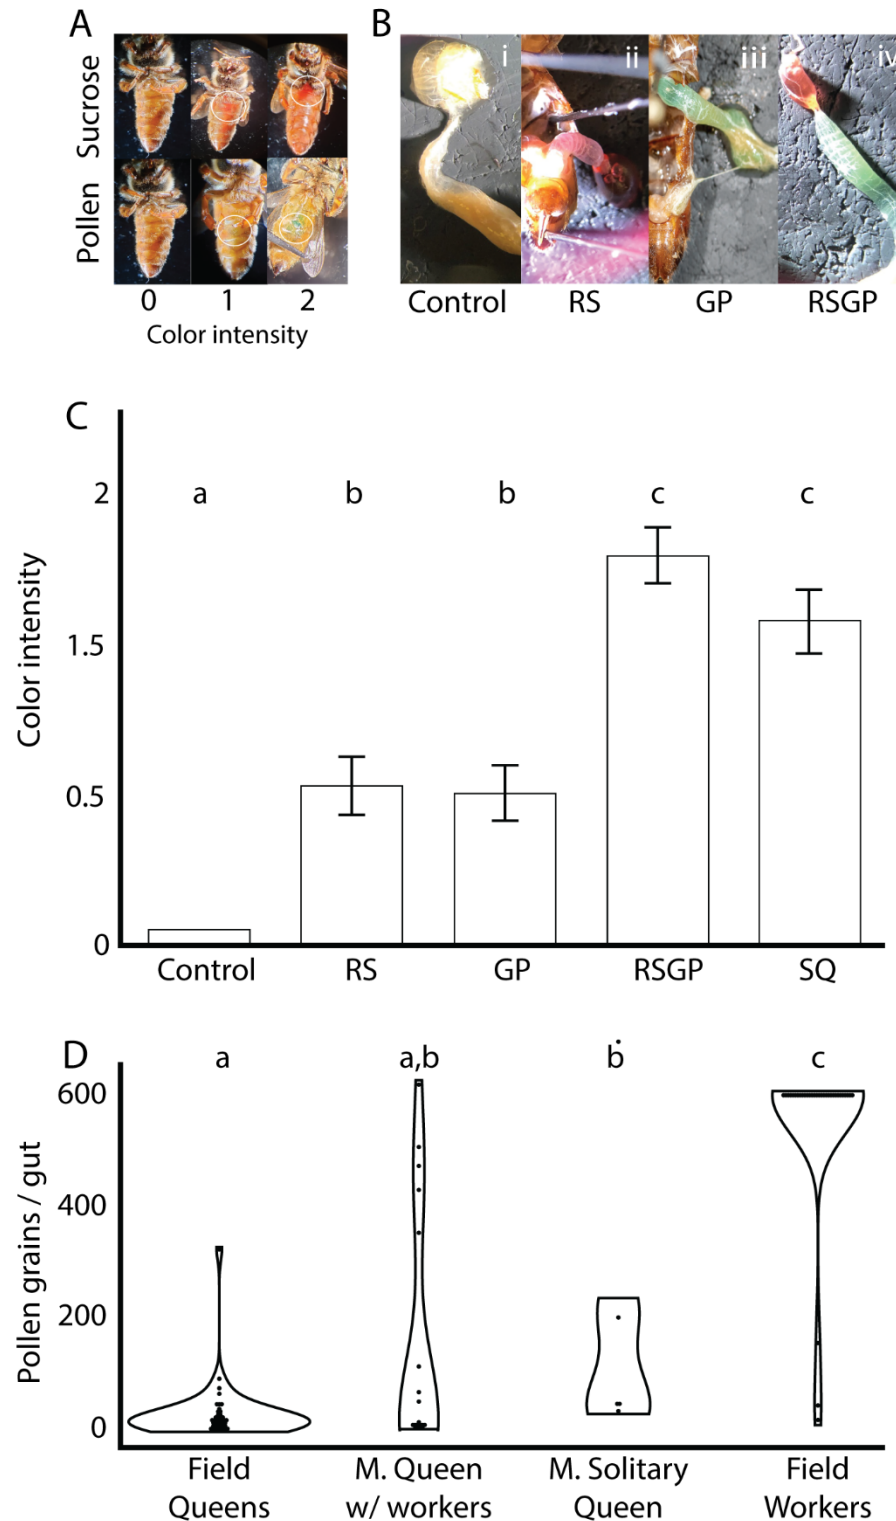 A
B
Sucrose
Pollen
i
ii
iii
iv
0 1 2
Color intensity
Control RS GP RSGP
C
Color intensity
2
1.5
0.5
0
a b b c c
Control RS GP RSGP SQ
D
Pollen grains / gut
600
400
200
0
a a,b b c
Field Queens
M. Queen w/ workers
M. Solitary Queen
Field Workers